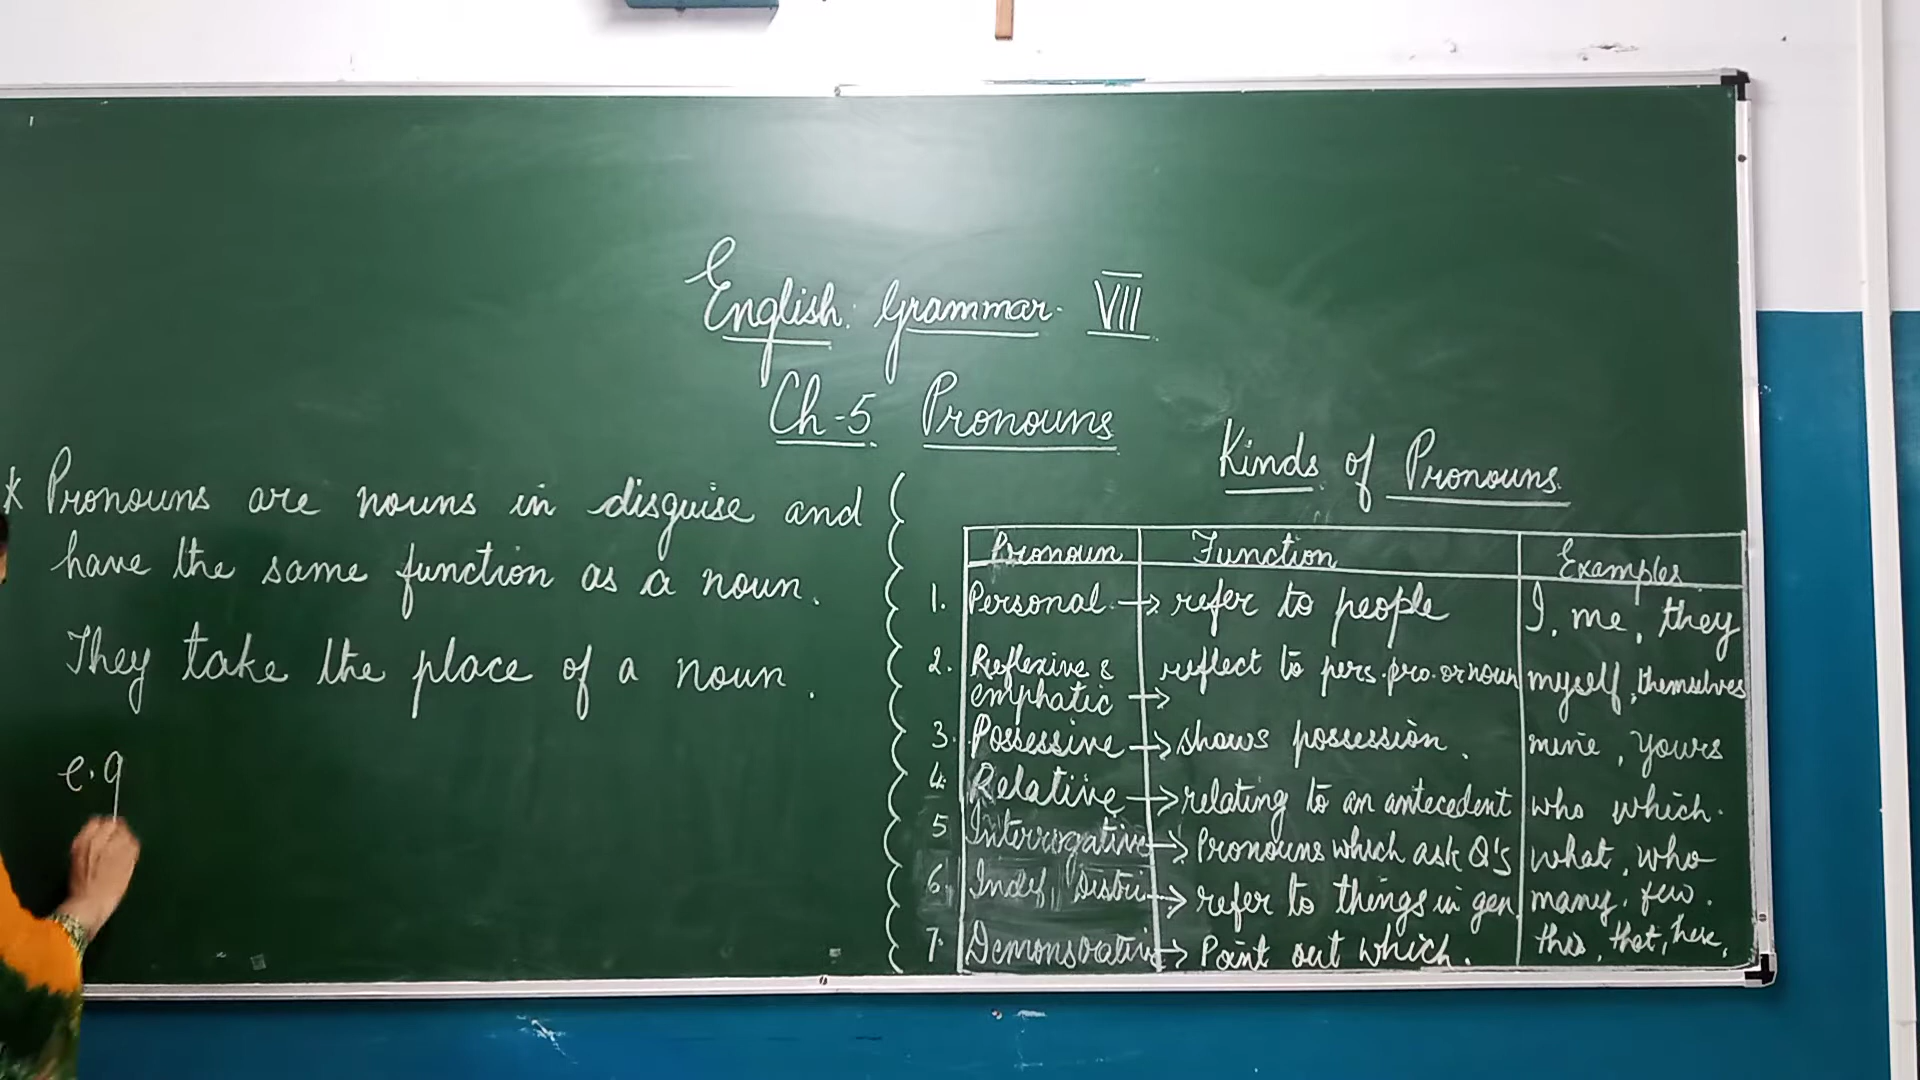 English Grammar VII
Ch-5 Pronouns
* Pronouns are nouns in disguise and
have the same function as a noun.
They take the place of a noun.
e.g
Kinds of Pronouns
Pronoun Function Examples
1. Personal → refer to people I, me, they
2. Reflexive & emphatic → reflect to pers. pro. or noun myself, themselves
3. Possessive → shows possession. mine, yours
4. Relative → relating to an antecedent who which.
5 Interrogative → Pronouns which ask Q's what, who
6. Indef, Distri → refer to things in gen. many, few.
7. Demonstrative → Point out which. this, that, these,